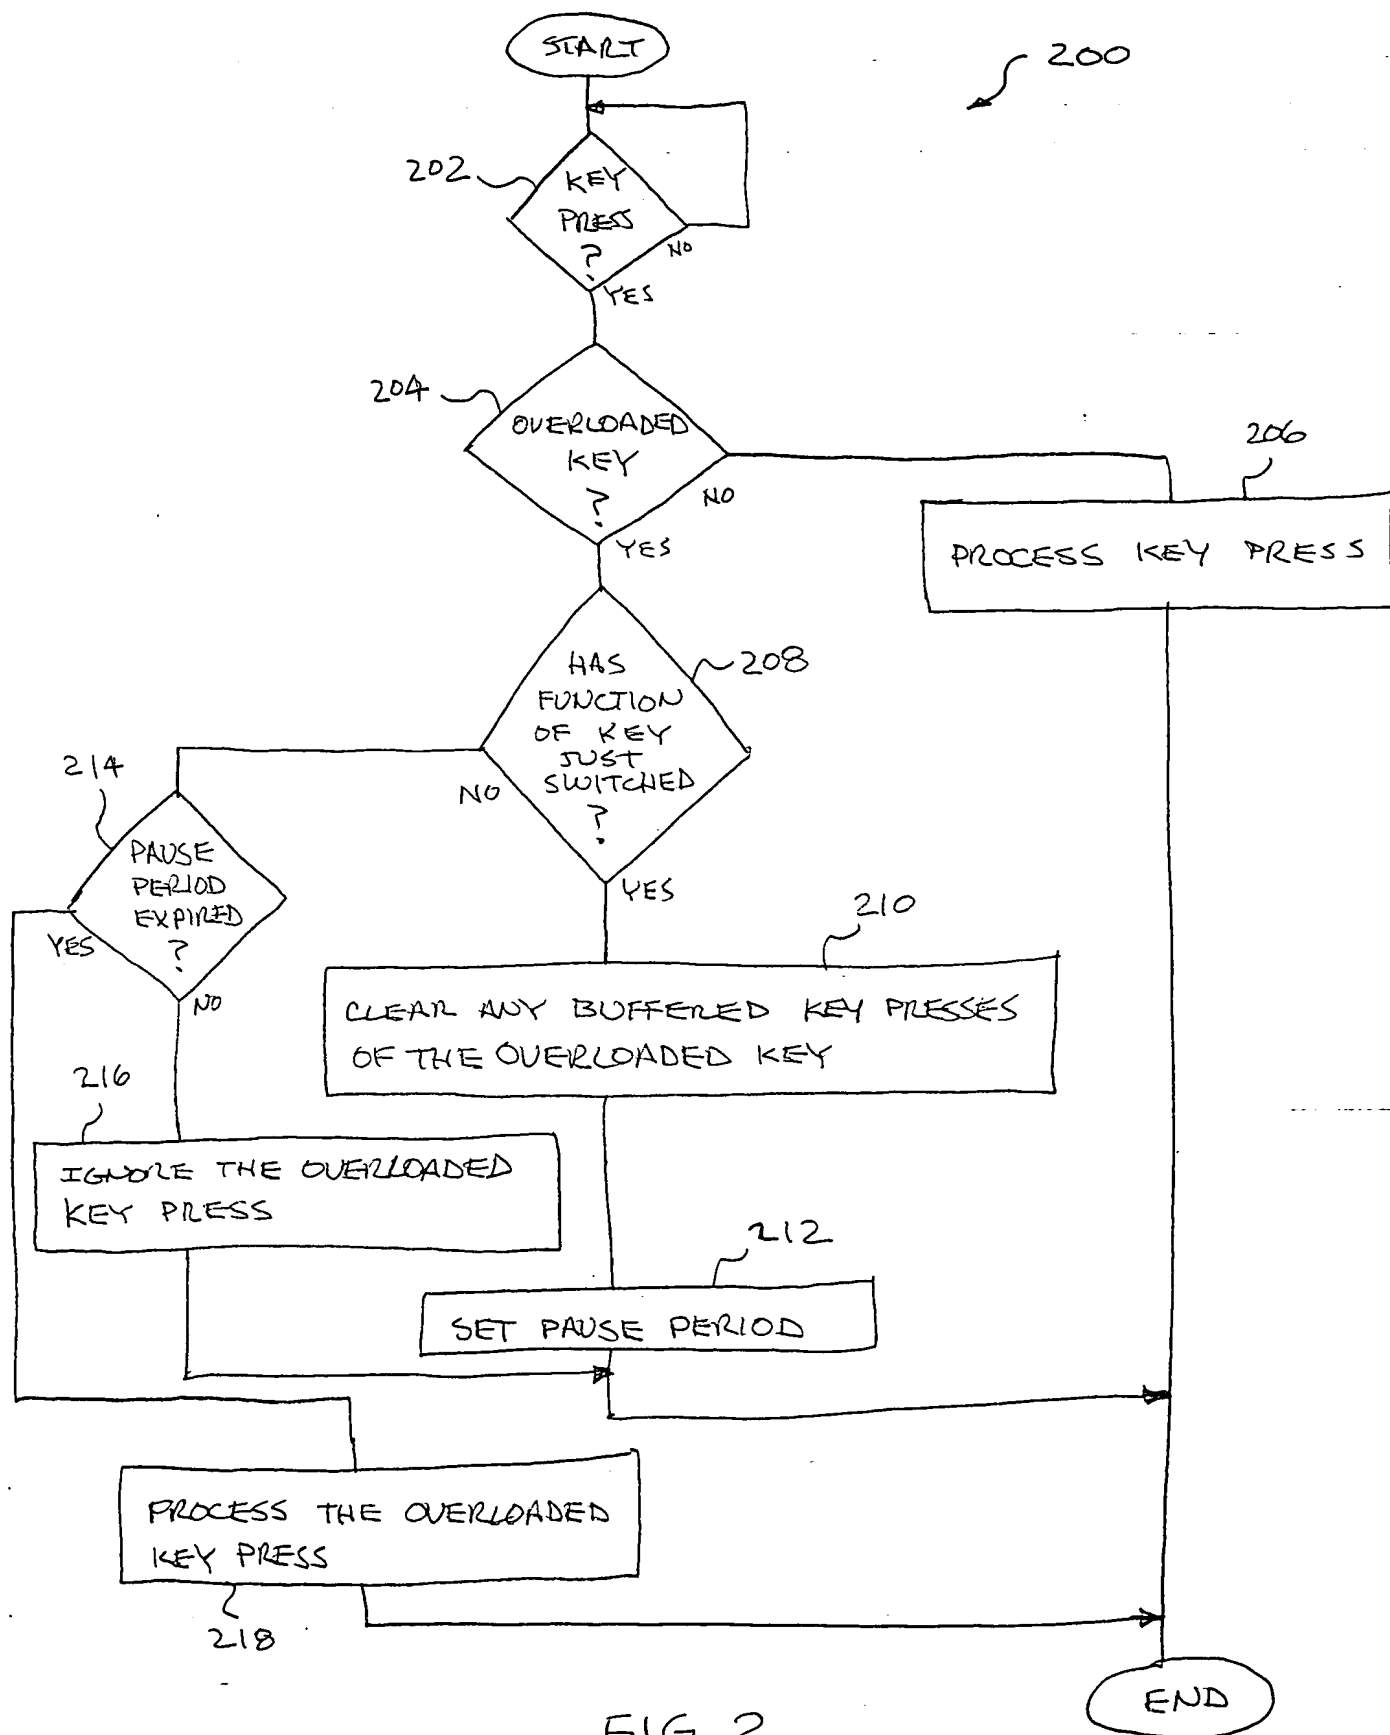 START
200
202
KEY
PRESS
?
NO
YES
204
OVERLOADED
KEY
?
NO
YES
206
PROCESS KEY PRESS
208
HAS
FUNCTION
OF KEY
JUST
SWITCHED
?
NO
YES
214
PAUSE
PERIOD
EXPIRED
?
YES
NO
210
CLEAR ANY BUFFERED KEY PRESSES
OF THE OVERLOADED KEY
216
IGNORE THE OVERLOADED
KEY PRESS
212
SET PAUSE PERIOD
PROCESS THE OVERLOADED
KEY PRESS
218
END
FIG. 2